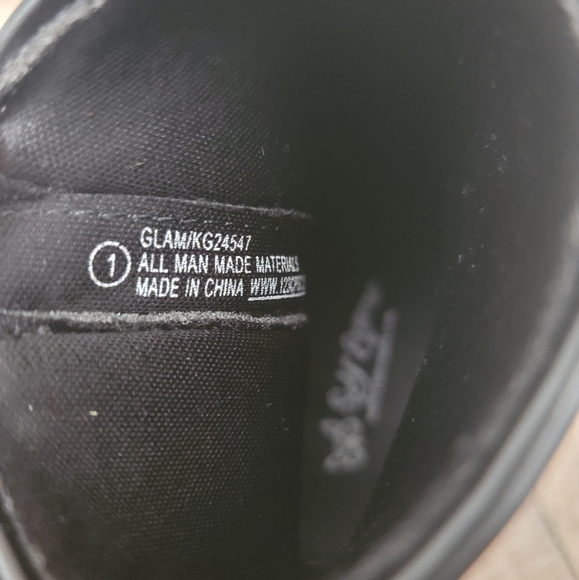 GLAM/KG24547
1
ALL MAN MADE MATERIALS
MADE IN CHINA